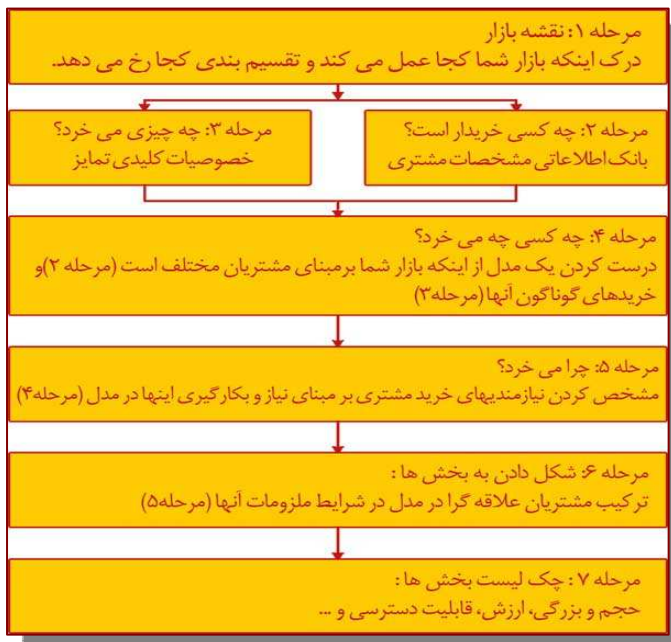 مرحله ۱: نقشه بازار
درک اینکه بازار شما کجا عمل می کند و تقسیم بندی کجا رخ می دهد.
مرحله ۲: چه کسی خریدار است؟
بانک اطلاعاتی مشخصات مشتری
مرحله ۳: چه چیزی می خرد؟
خصوصیات کلیدی تمایز
مرحله ۴: چه کسی چه می خرد؟
درست کردن یک مدل از اینکه بازار شما برمبنای مشتریان مختلف است (مرحله ۲)و
خریدهای گوناگون آنها (مرحله۳)
مرحله ۵: چرا می خرد؟
مشخص کردن نیازمندیهای خرید مشتری بر مبنای نیاز و بکارگیری اینها در مدل (مرحله۴)
مرحله ۶: شکل دادن به بخش ها :
ترکیب مشتریان علاقه گرا در مدل در شرایط ملزومات آنها (مرحله۵)
مرحله ۷ : چک لیست بخش ها :
حجم و بزرگی، ارزش، قابلیت دسترسی و ...